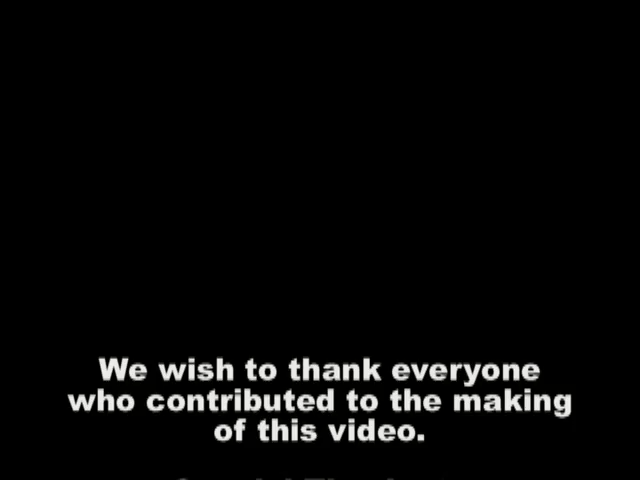 We wish to thank everyone
who contributed to the making
of this video.